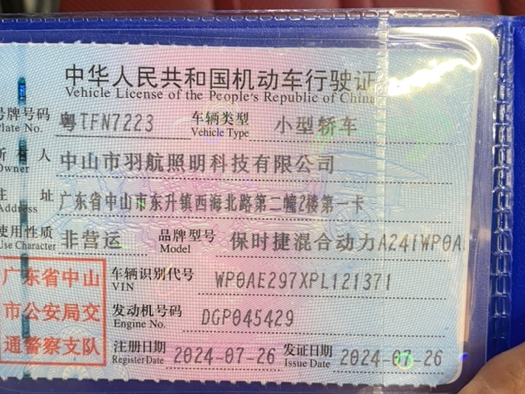 中华人民共和国机动车行驶证
Vehicle License of the People's Republic of China
号牌号码 粤TFN7223 车辆类型 小型轿车
Plate No. Vehicle Type
所有人 中山市羽航照明科技有限公司
Owner
住址 广东省中山市东升镇西海北路第二幢2楼第一卡
Address
使用性质 非营运 品牌型号 保时捷混合动力A241WP0A
Use Character Model
广东省中山 车辆识别代号 WP0AE297XPL121371
VIN
市公安局交 发动机号码 DGP045429
Engine No.
通警察支队 注册日期 2024-07-26 发证日期 2024-07-26
Register Date Issue Date